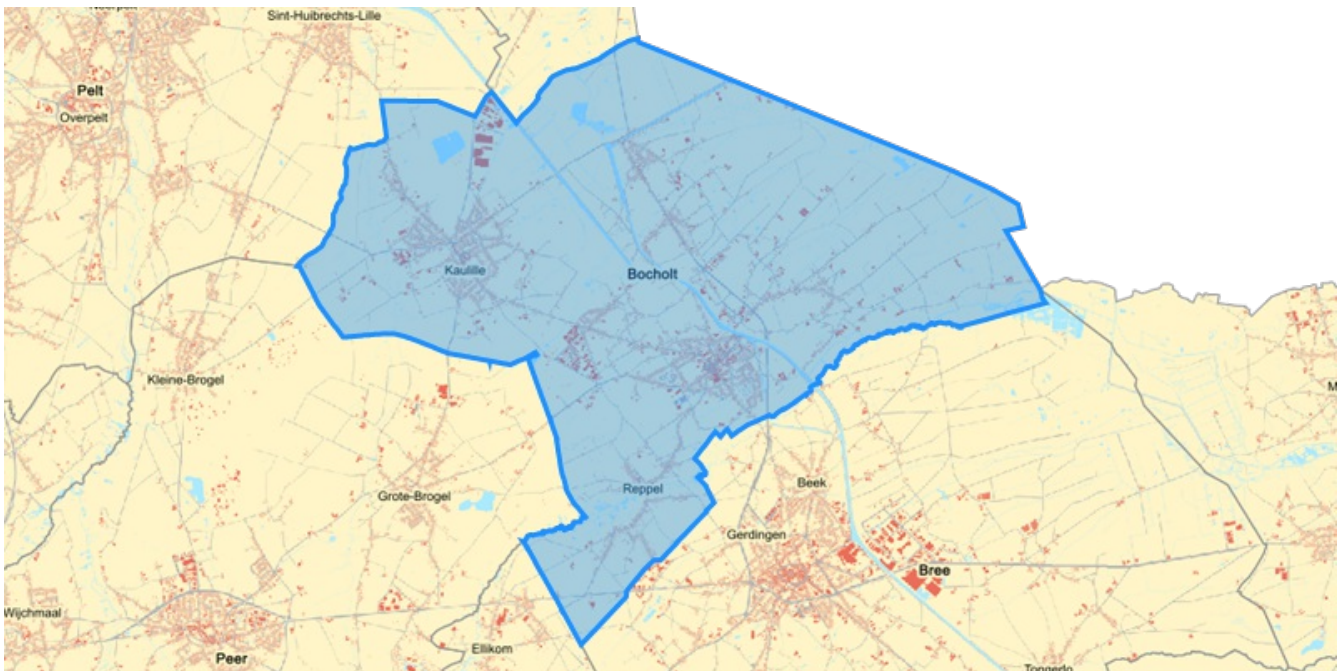 Sint-Huibrechts-Lille
Pelt
Overpelt
Kaulille
Bocholt
Kleine-Brogel
Grote-Brogel
Reppel
Beek
Gerdingen
Bree
Wijchmaal
Peer
Ellikom